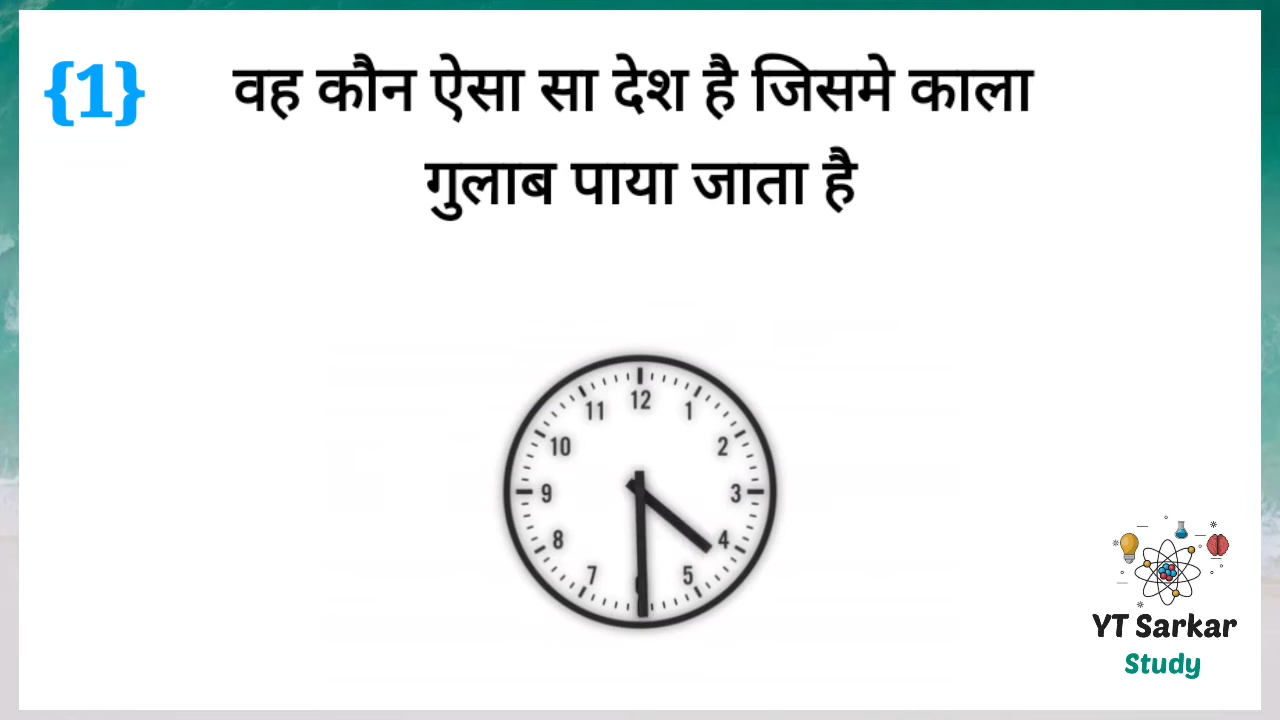 {1} वह कौन ऐसा सा देश है जिसमे काला
गुलाब पाया जाता है
12
11 1
10 2
9 3
8 4
7 5
YT Sarkar
Study